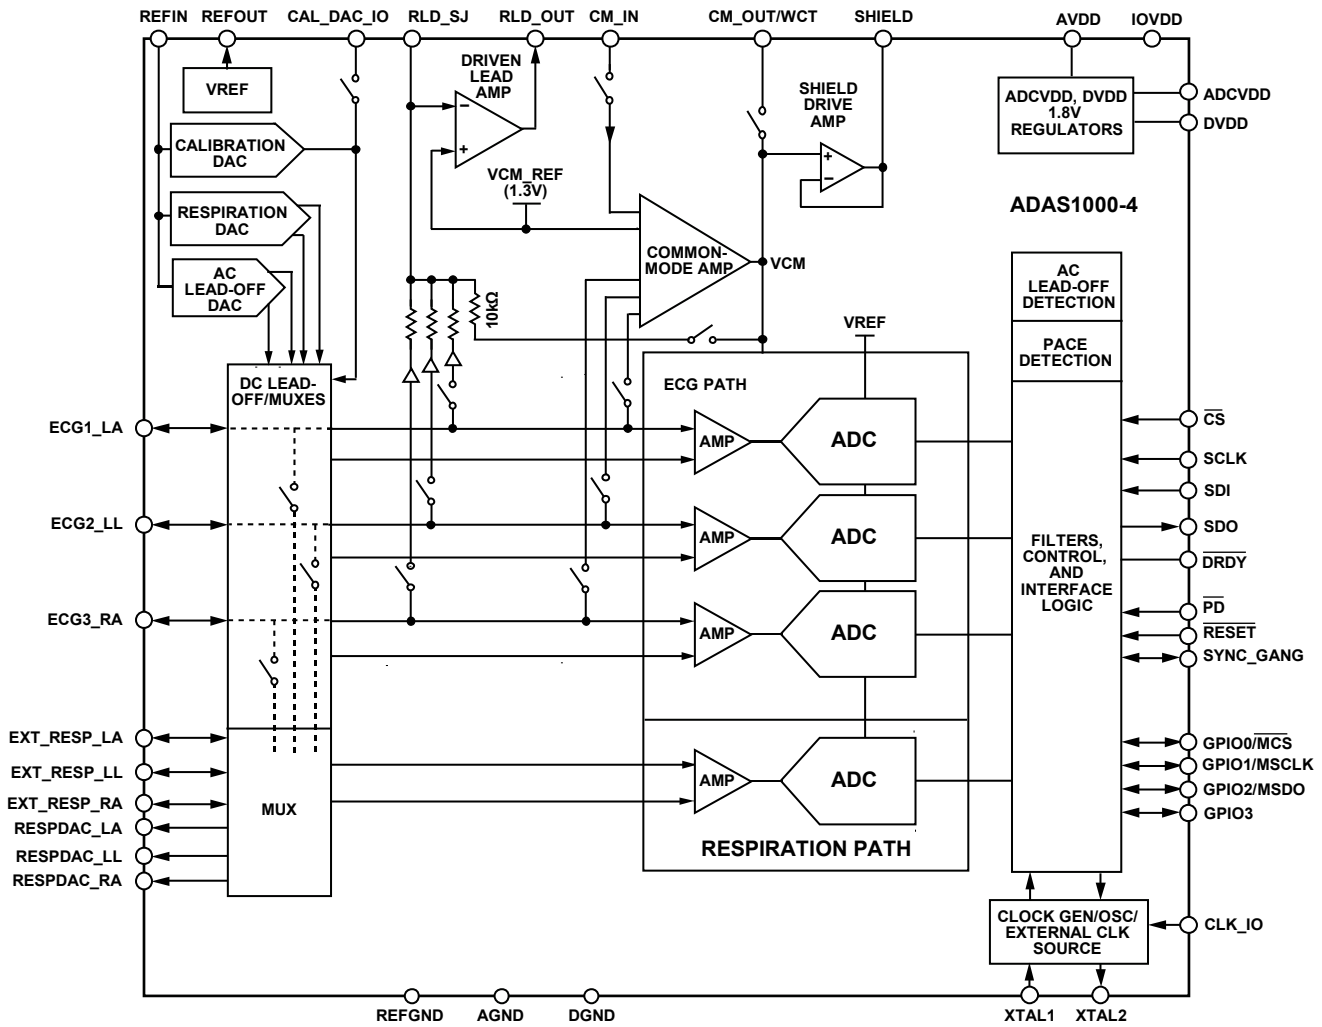 REFIN REFOUT CAL_DAC_IO RLD_SJ RLD_OUT CM_IN CM_OUT/WCT SHIELD AVDD IOVDD
VREF
DRIVEN
LEAD
AMP
−
+
SHIELD
DRIVE
AMP
+
−
ADCVDD, DVDD
1.8V
REGULATORS
ADCVDD
DVDD
CALIBRATION
DAC
VCM_REF
(1.3V)
RESPIRATION
DAC
ADAS1000-4
AC
LEAD-OFF
DAC
COMMON-
MODE AMP
VCM
10kΩ
AC
LEAD-OFF
DETECTION
VREF
PACE
DETECTION
DC LEAD-
OFF/MUXES
ECG PATH
ECG1_LA
AMP
ADC
CS
SCLK
SDI
ECG2_LL
AMP
ADC
SDO
FILTERS,
CONTROL,
AND
INTERFACE
LOGIC
DRDY
ECG3_RA
AMP
ADC
PD
RESET
SYNC_GANG
EXT_RESP_LA
EXT_RESP_LL
EXT_RESP_RA
RESPDAC_LA
RESPDAC_LL
RESPDAC_RA
MUX
AMP
ADC
RESPIRATION PATH
GPIO0/MCS
GPIO1/MSCLK
GPIO2/MSDO
GPIO3
CLOCK GEN/OSC/
EXTERNAL CLK
SOURCE
CLK_IO
REFGND AGND DGND XTAL1 XTAL2